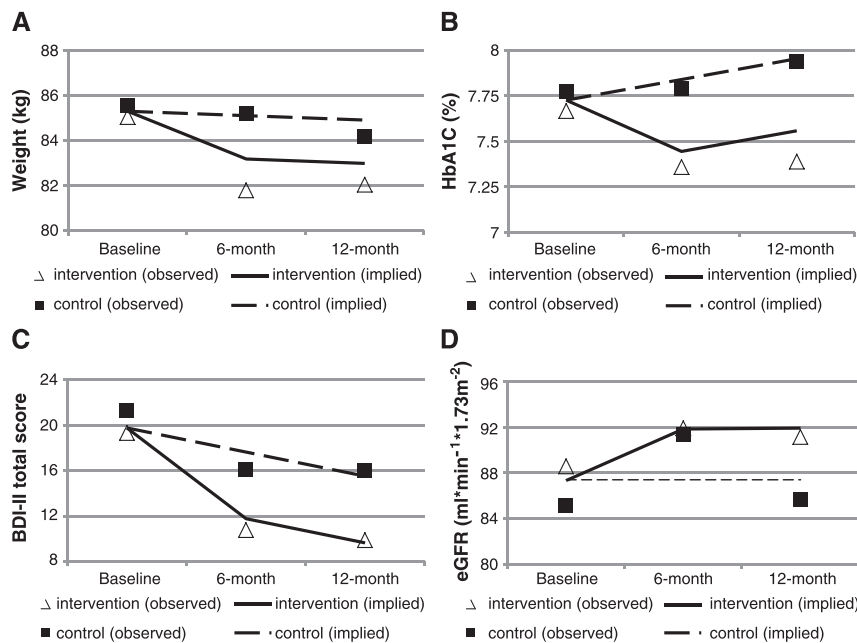 A
88
86
84
82
80
Weight (kg)
Baseline 6-month 12-month
intervention (observed) intervention (implied)
control (observed) control (implied)
B
8
7.75
7.5
7.25
7
HbA1C (%)
Baseline 6-month 12-month
intervention (observed) intervention (implied)
control (observed) control (implied)
C
24
20
16
12
8
BDI-II total score
Baseline 6-month 12-month
intervention (observed) intervention (implied)
control (observed) control (implied)
D
96
92
88
84
80
eGFR (ml*min⁻¹*1.73m⁻²)
Baseline 6-month 12-month
intervention (observed) intervention (implied)
control (observed) control (implied)